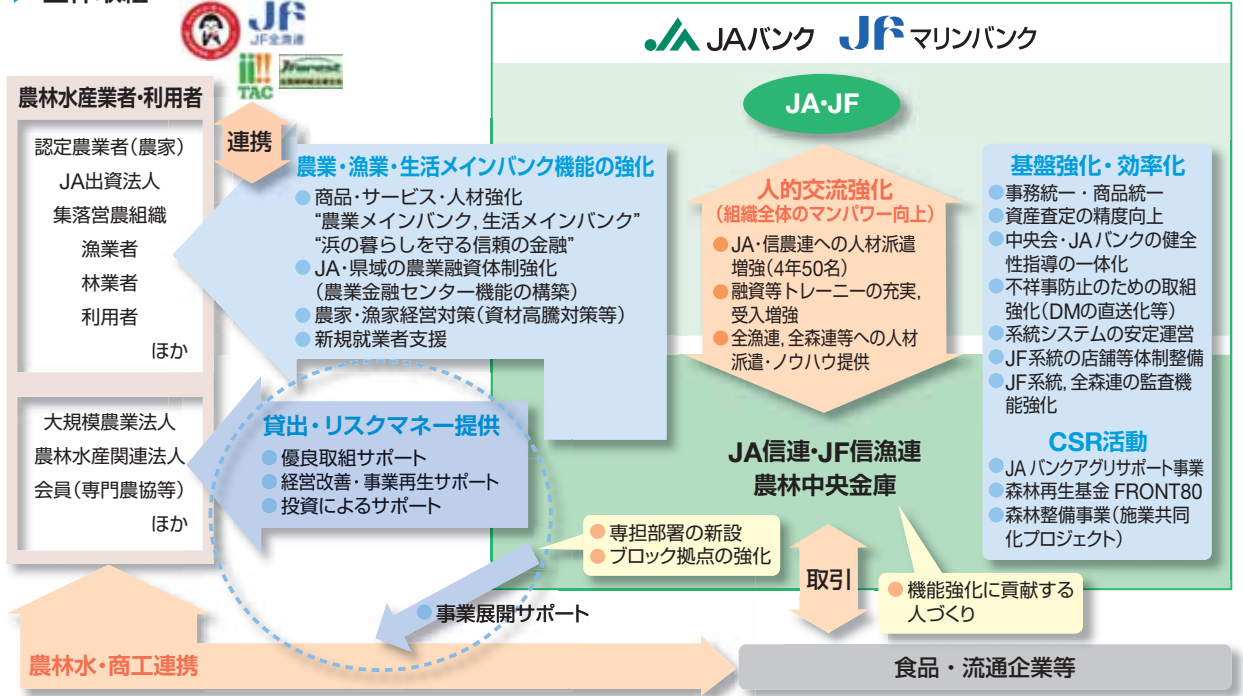 JF
JF全漁連
TAC
JForest
JAバンク JF マリンバンク
農林水産業者・利用者
認定農業者(農家)
JA出資法人
集落営農組織
漁業者
林業者
利用者
ほか
大規模農業法人
農林水産関連法人
会員(専門農協等)
ほか
連携
農業・漁業・生活メインバンク機能の強化
● 商品・サービス・人材強化
“農業メインバンク, 生活メインバンク”
“浜の暮らしを守る信頼の金融”
● JA・県域の農業融資体制強化
(農業金融センター機能の構築)
● 農家・漁家経営対策(資材高騰対策等)
● 新規就業者支援
貸出・リスクマネー提供
● 優良取組サポート
● 経営改善・事業再生サポート
● 投資によるサポート
● 事業展開サポート
JA・JF
人的交流強化
(組織全体のマンパワー向上)
● JA・信農連への人材派遣
増強(4年50名)
● 融資等トレーニーの充実,
受入増強
● 全漁連, 全森連等への人材
派遣・ノウハウ提供
JA信連・JF信漁連
農林中央金庫
● 専担部署の新設
● ブロック拠点の強化
取引
● 機能強化に貢献する
人づくり
基盤強化・効率化
● 事務統一・商品統一
● 資産査定の精度向上
● 中央会・JAバンクの健全
性指導の一体化
● 不祥事防止のための取組
強化(DMの直送化等)
● 系統システムの安定運営
● JF系統の店舗等体制整備
● JF系統, 全森連の監査機
能強化
CSR活動
● JAバンクアグリサポート事業
● 森林再生基金 FRONT80
● 森林整備事業(施業共同
化プロジェクト)
農林水・商工連携
食品・流通企業等